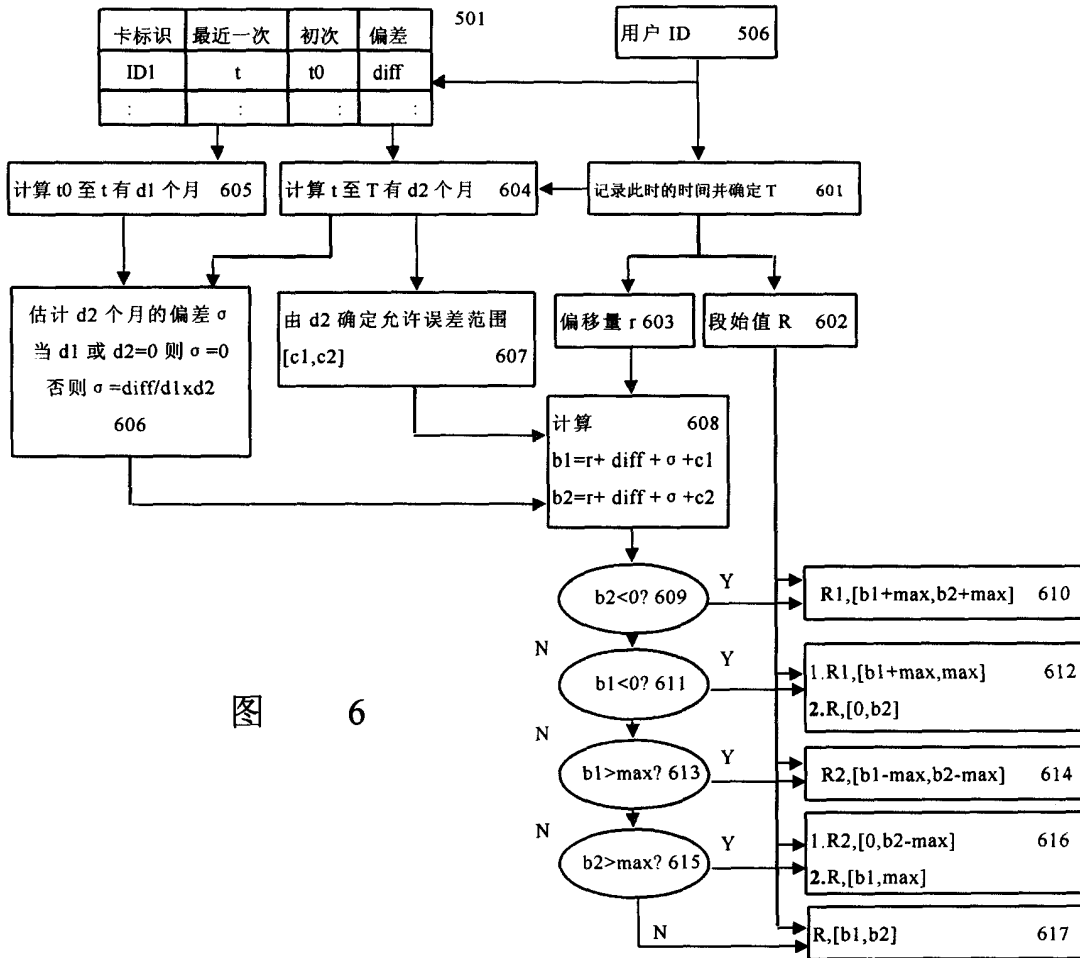 501
卡标识 最近一次 初次 偏差
ID1 t t0 diff
: : : :
用户 ID 506
计算 t0 至 t 有 d1 个月 605
计算 t 至 T 有 d2 个月 604
记录此时的时间并确定 T 601
估计 d2 个月的偏差 σ
当 d1 或 d2=0 则 σ=0
否则 σ=diff/d1xd2
606
由 d2 确定允许误差范围
[c1,c2] 607
偏移量 r 603
段始值 R 602
计算 608
b1=r+ diff + σ +c1
b2=r+ diff + σ +c2
b2<0? 609
Y
R1,[b1+max,b2+max] 610
N
b1<0? 611
Y
1.R1,[b1+max,max] 612
2.R,[0,b2]
N
b1>max? 613
Y
R2,[b1-max,b2-max] 614
N
b2>max? 615
Y
1.R2,[0,b2-max] 616
2.R,[b1,max]
N
R,[b1,b2] 617
图 6